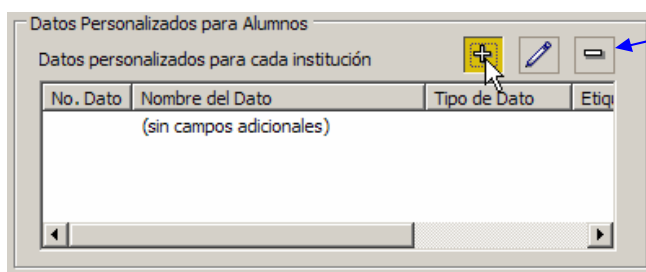 Datos Personalizados para Alumnos
Datos personalizados para cada institución
No. Dato Nombre del Dato Tipo de Dato Etiqu
(sin campos adicionales)